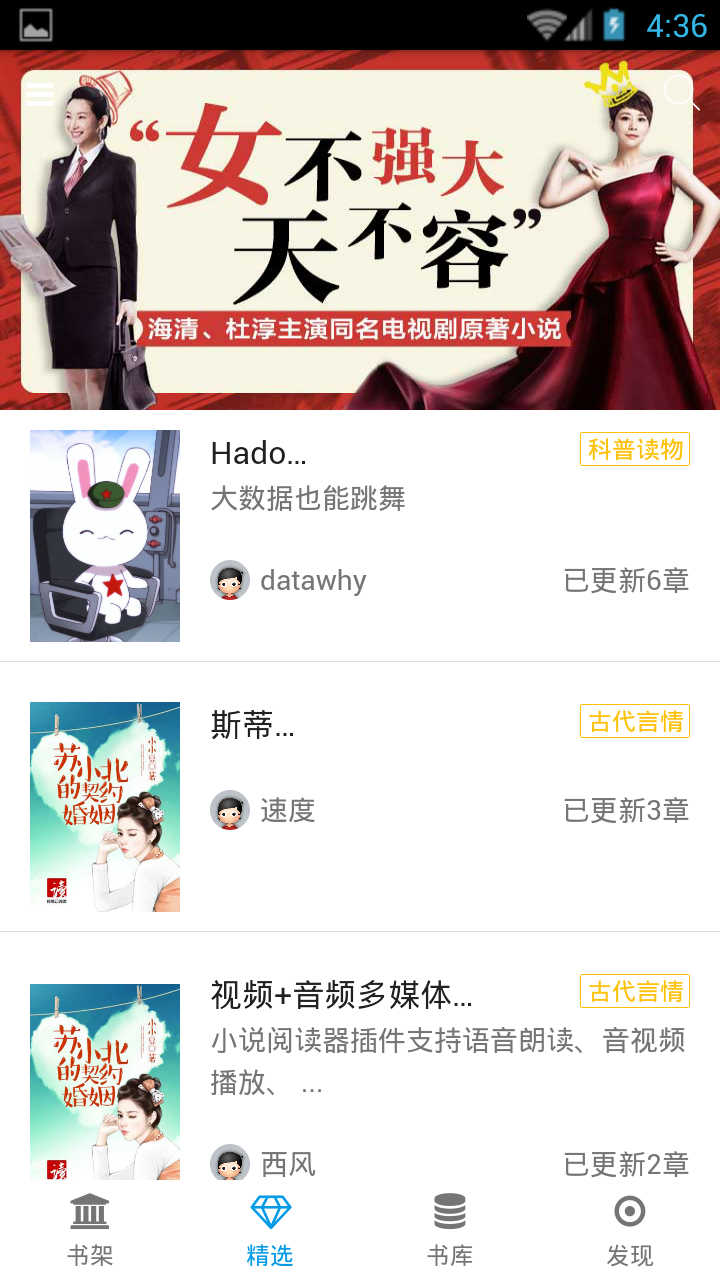 4:36
“女不强大
天不容”
海清、杜淳主演同名电视剧原著小说
Hado...
科普读物
大数据也能跳舞
datawhy
已更新6章
斯蒂...
古代言情
苏小北
的契约
婚姻
小小豆◎著
读
速度
已更新3章
视频+音频多媒体...
古代言情
小说阅读器插件支持语音朗读、音视频
播放、 ...
苏小北
的契约
婚姻
小小豆◎著
读
西风
已更新2章
书架
精选
书库
发现